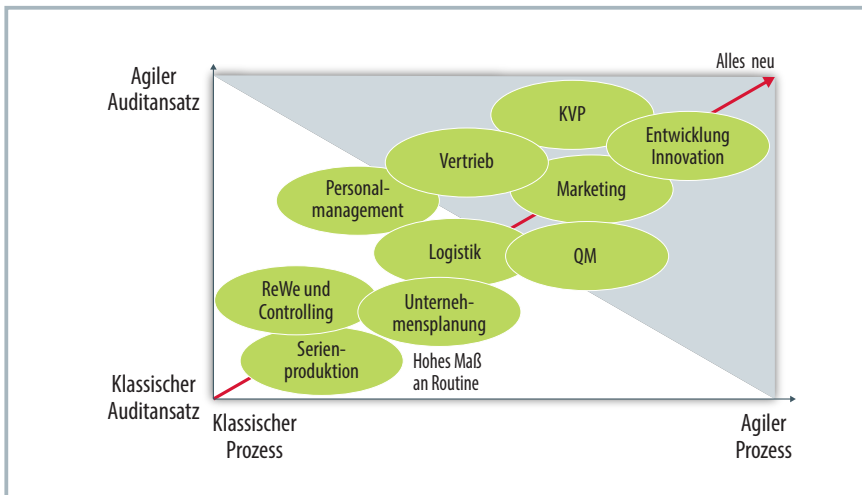 Alles neu
Agiler
Auditansatz
KVP
Entwicklung
Innovation
Vertrieb
Personal-
management
Marketing
Logistik
QM
ReWe und
Controlling
Unterneh-
mensplanung
Serien-
produktion
Hohes Maß
an Routine
Klassischer
Auditansatz
Klassischer
Prozess
Agiler
Prozess